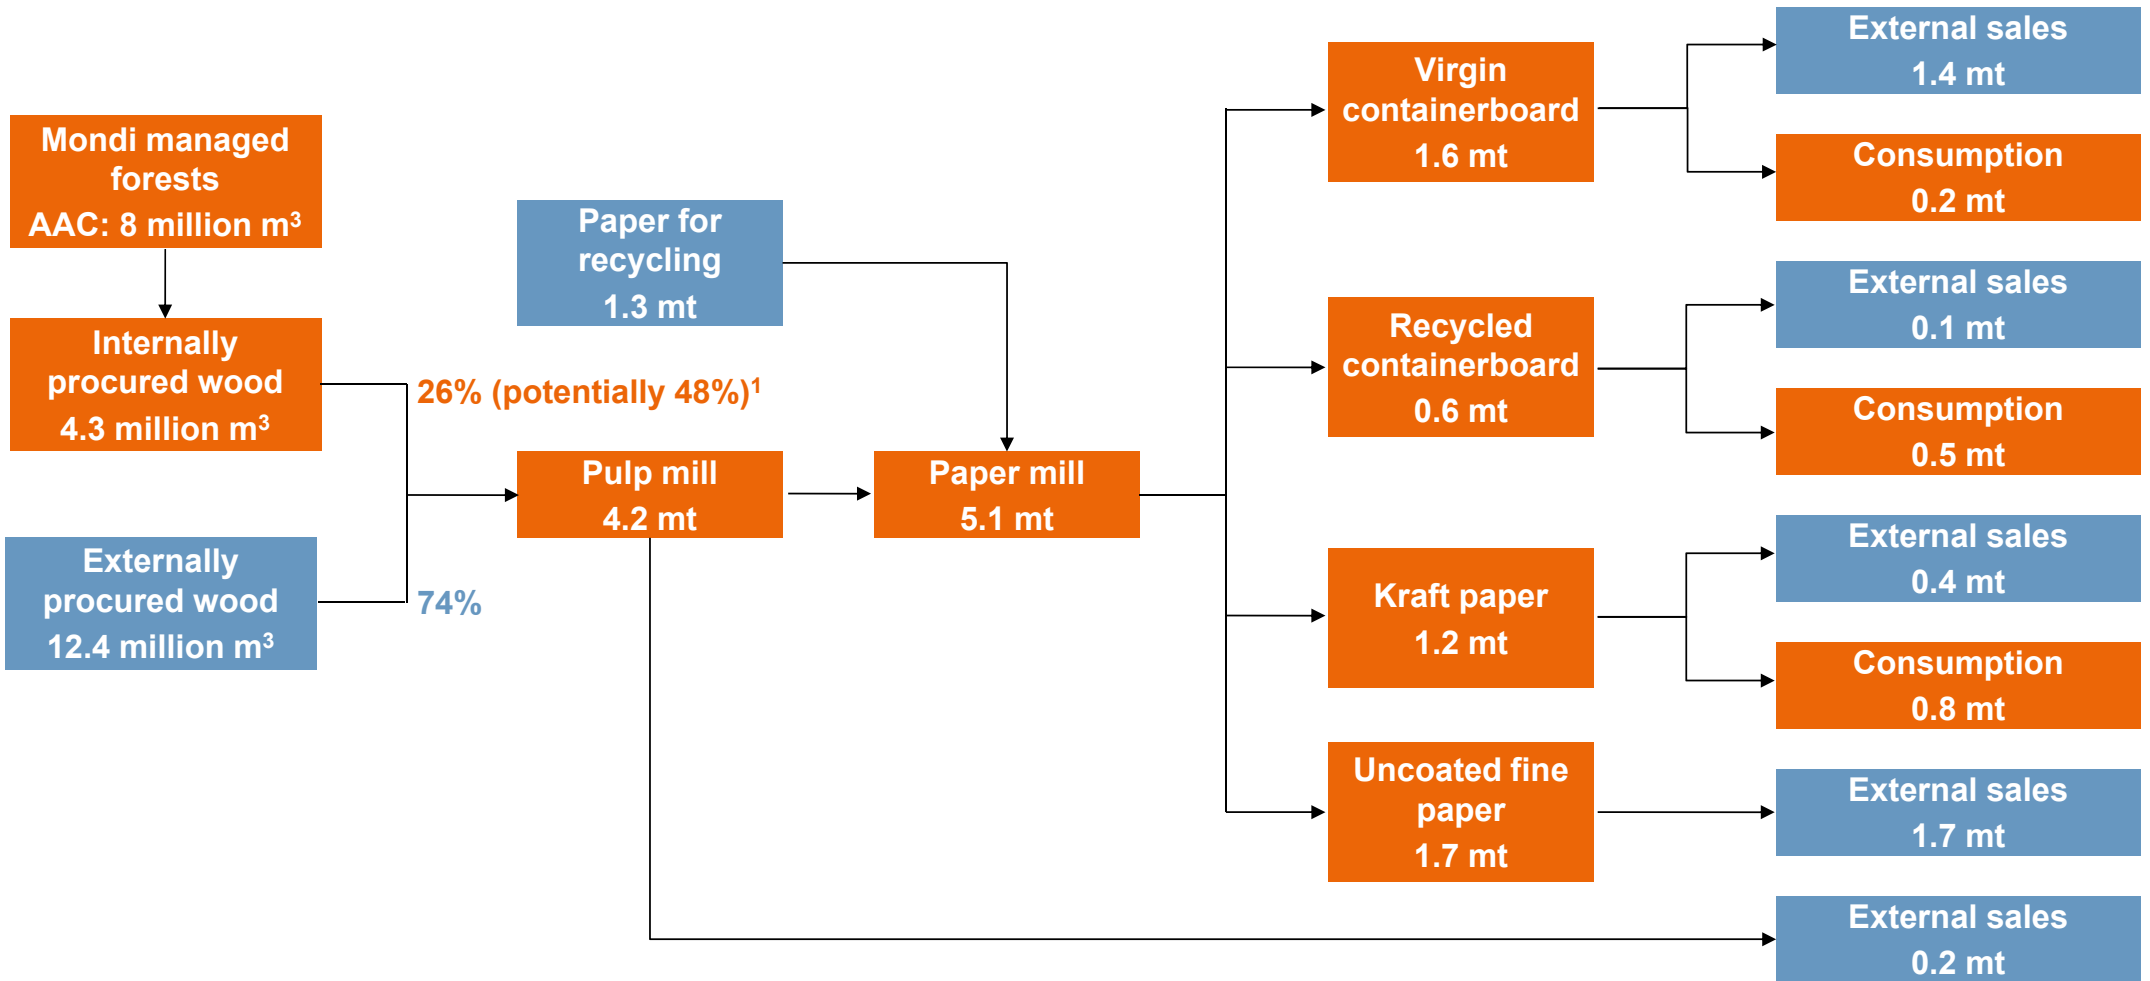 Mondi managed
forests
AAC: 8 million m³
Internally
procured wood
4.3 million m³
Externally
procured wood
12.4 million m³
26% (potentially 48%)¹
74%
Paper for
recycling
1.3 mt
Pulp mill
4.2 mt
Paper mill
5.1 mt
Virgin
containerboard
1.6 mt
Recycled
containerboard
0.6 mt
Kraft paper
1.2 mt
Uncoated fine
paper
1.7 mt
External sales
1.4 mt
Consumption
0.2 mt
External sales
0.1 mt
Consumption
0.5 mt
External sales
0.4 mt
Consumption
0.8 mt
External sales
1.7 mt
External sales
0.2 mt